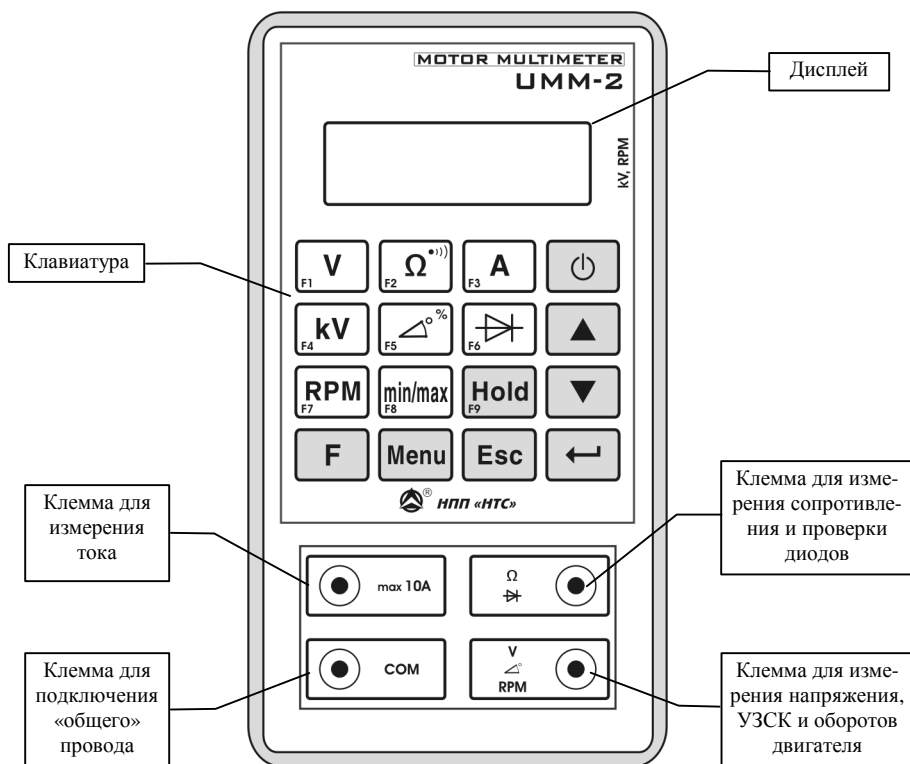 MOTOR MULTIMETER
UMM-2
Дисплей
kV, RPM
Клавиатура
V
F1
Ω •)))
F2
A
F3
kV
F4
° %
F5
F6
RPM
F7
min/max
F8
Hold
F9
F
Menu
Esc
® НПП «НТС»
Клемма для
измерения
тока
Клемма для изме-
рения сопротивле-
ния и проверки
диодов
max 10A
Ω
COM
V
°
RPM
Клемма для
подключения
«общего»
провода
Клемма для изме-
рения напряжения,
УЗСК и оборотов
двигателя